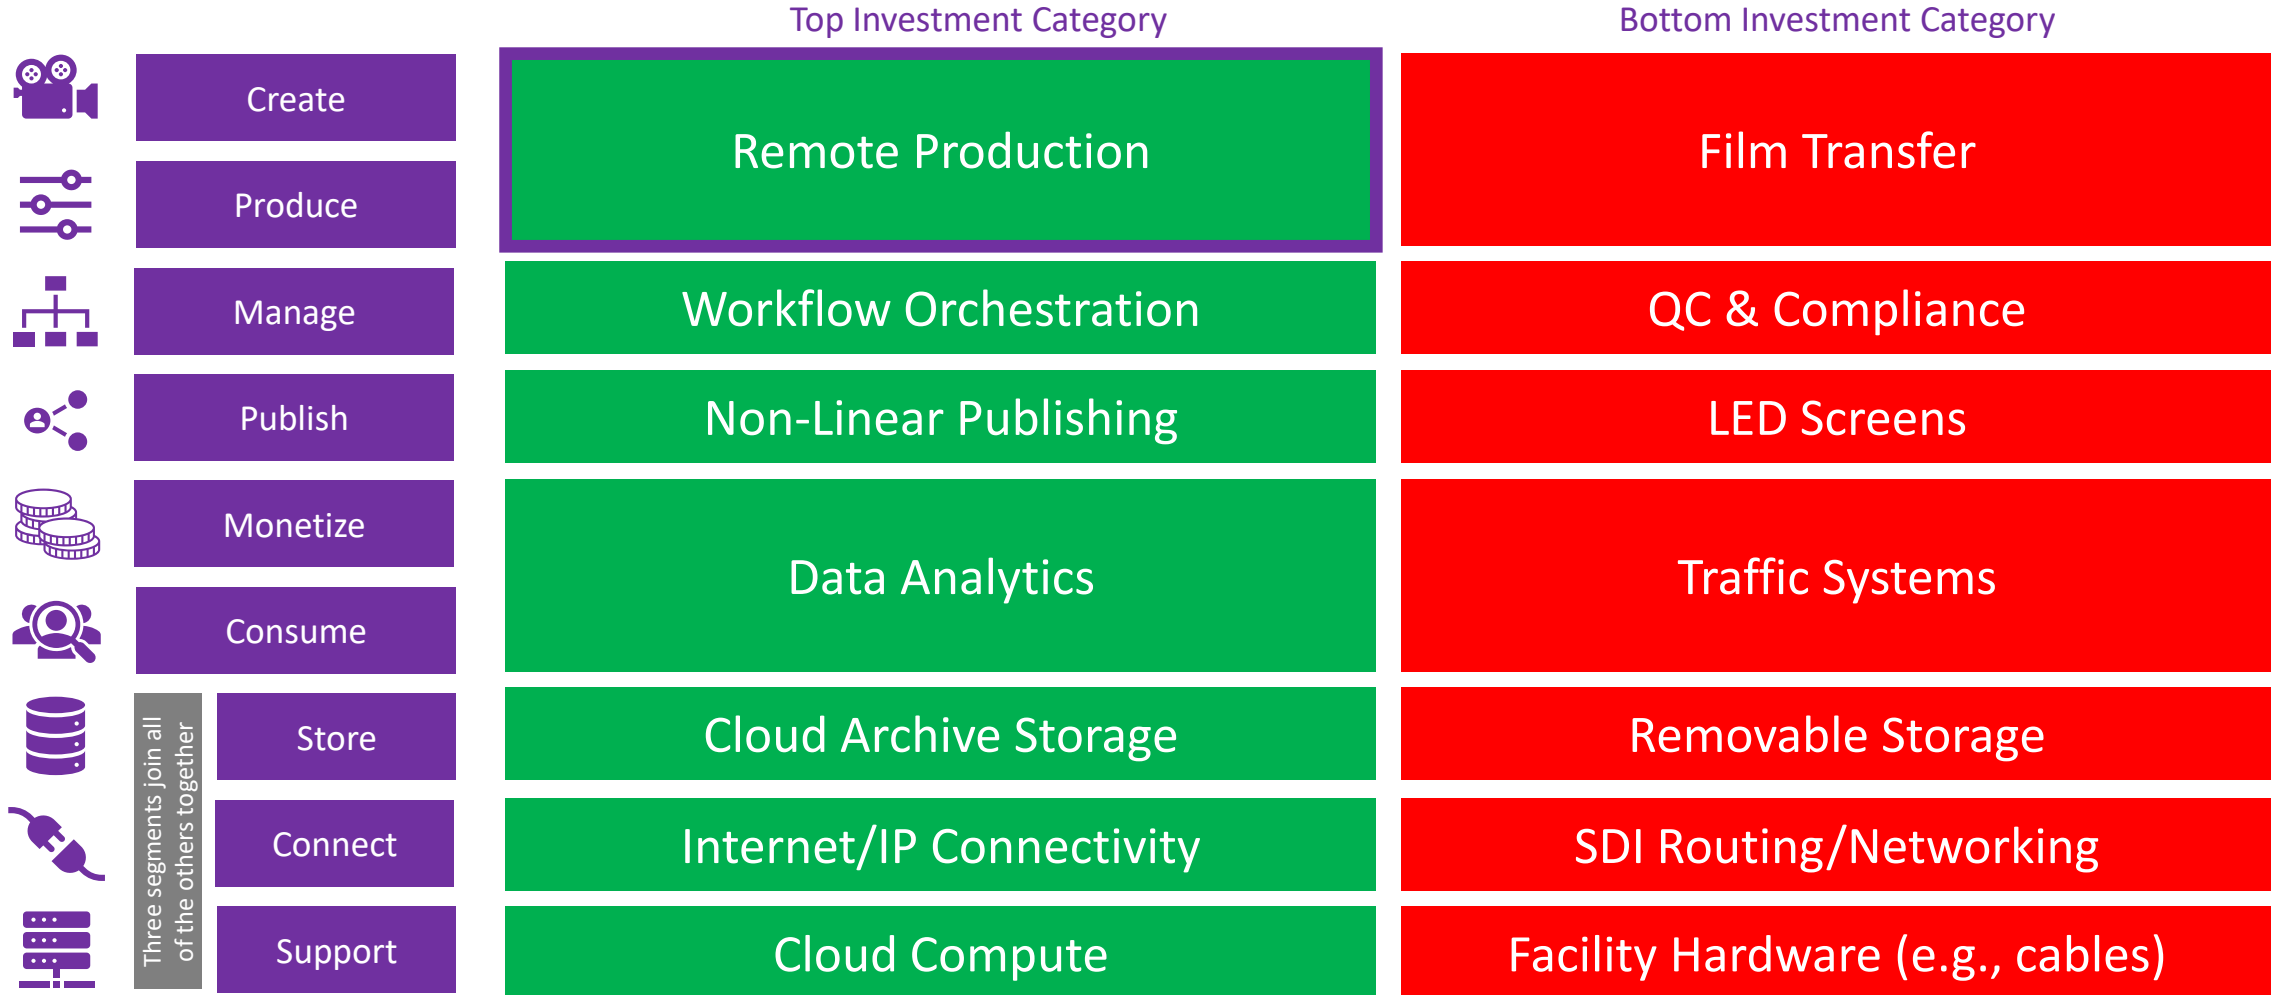 Top Investment Category
Bottom Investment Category
Create
Produce
Remote Production
Film Transfer
Manage
Workflow Orchestration
QC & Compliance
Publish
Non-Linear Publishing
LED Screens
Monetize
Consume
Data Analytics
Traffic Systems
Three segments join all
of the others together
Store
Cloud Archive Storage
Removable Storage
Connect
Internet/IP Connectivity
SDI Routing/Networking
Support
Cloud Compute
Facility Hardware (e.g., cables)